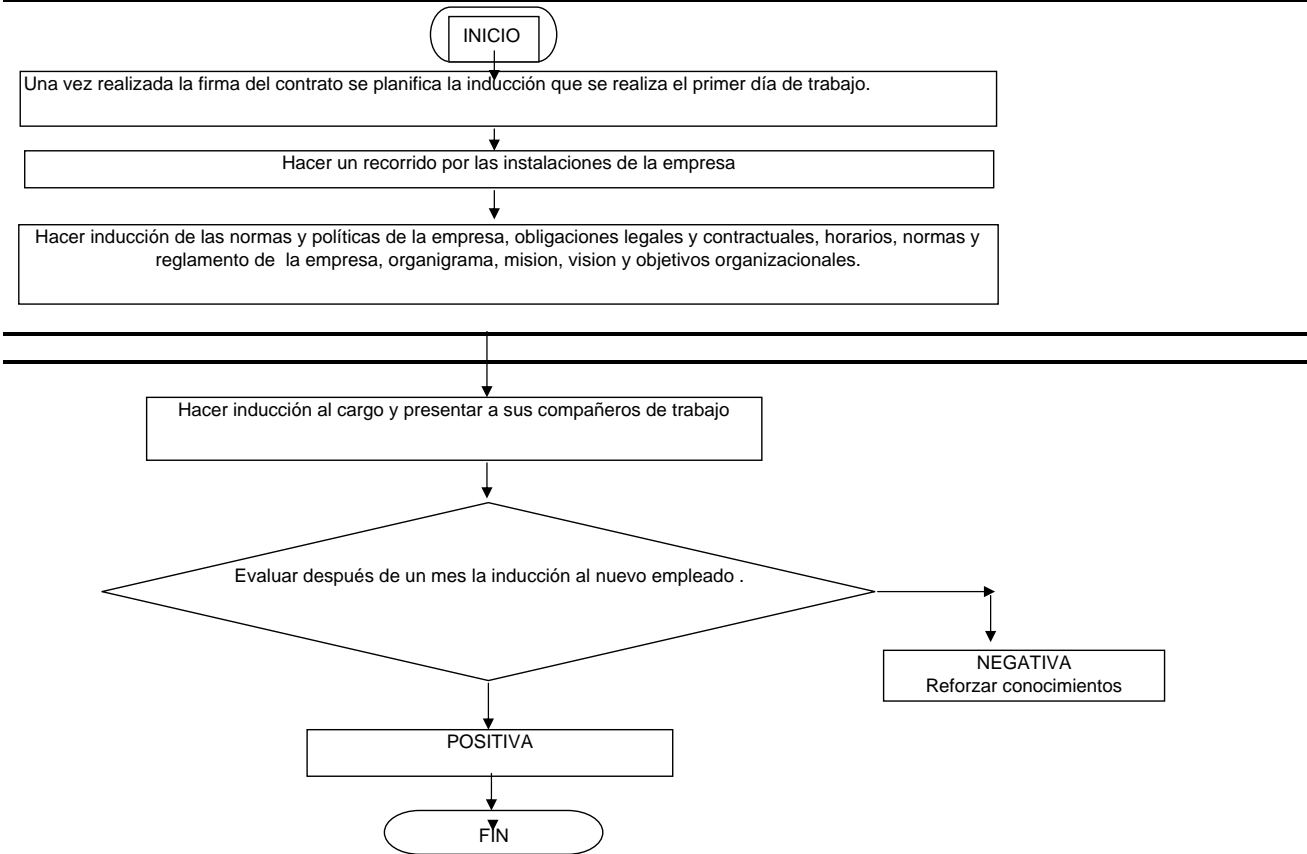 INICIO
Una vez realizada la firma del contrato se planifica la inducción que se realiza el primer día de trabajo.
Hacer un recorrido por las instalaciones de la empresa
Hacer inducción de las normas y políticas de la empresa, obligaciones legales y contractuales, horarios, normas y
reglamento de  la empresa, organigrama, mision, vision y objetivos organizacionales.
Hacer inducción al cargo y presentar a sus compañeros de trabajo
Evaluar después de un mes la inducción al nuevo empleado .
NEGATIVA
Reforzar conocimientos
POSITIVA
FIN